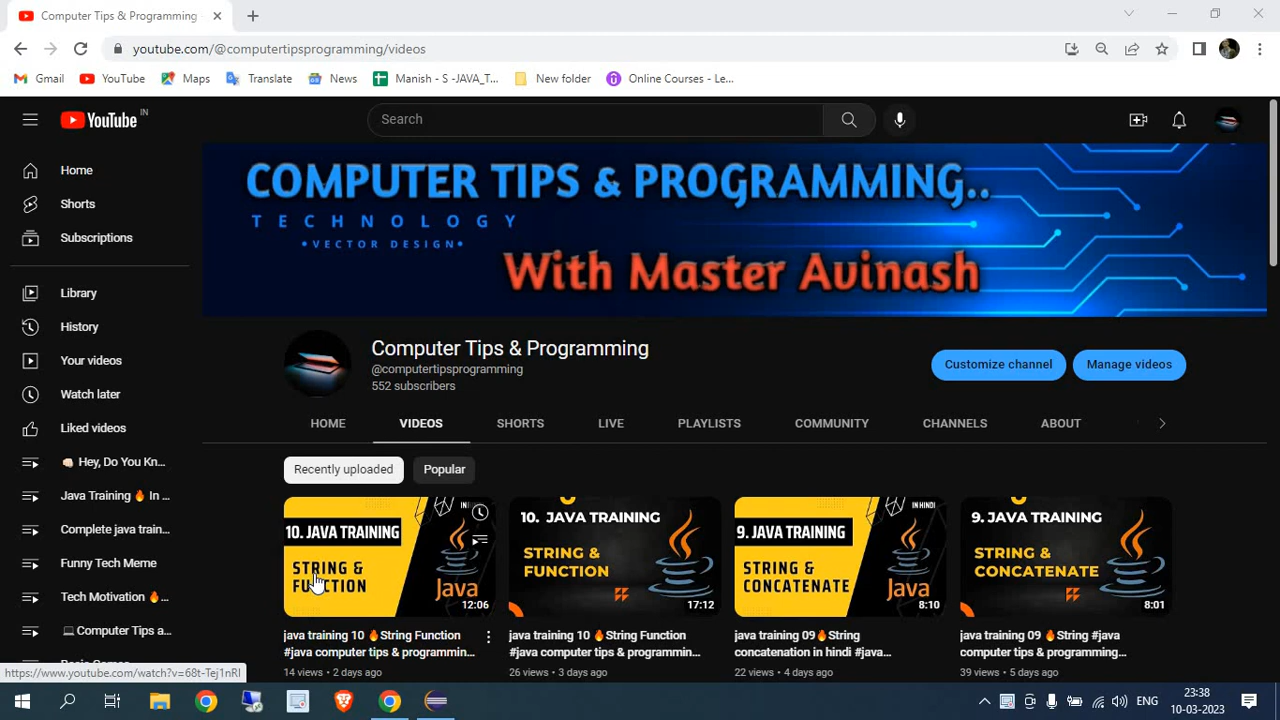 Computer Tips & Programming
youtube.com/@computertipsprogramming/videos
Gmail
YouTube
Maps
Translate
News
Manish - S -JAVA_T...
New folder
Online Courses - Le...
YouTube IN
Search
COMPUTER TIPS & PROGRAMMING..
TECHNOLOGY
•VECTOR DESIGN•
With Master Avinash
Home
Shorts
Subscriptions
Library
History
Your videos
Watch later
Liked videos
Hey, Do You Kn...
Java Training 🔥 In ...
Complete java train...
Funny Tech Meme
Tech Motivation 🔥...
Computer Tips a...
Computer Tips & Programming
@computertipsprogramming
552 subscribers
Customize channel
Manage videos
HOME
VIDEOS
SHORTS
LIVE
PLAYLISTS
COMMUNITY
CHANNELS
ABOUT
Recently uploaded
Popular
10. JAVA TRAINING
STRING &
FUNCTION
Java
12:06
java training 10 🔥String Function
#java computer tips & programmin...
14 views • 2 days ago
10. JAVA TRAINING
STRING &
FUNCTION
17:12
java training 10 🔥String Function
#java computer tips & programmin...
26 views • 3 days ago
IN HINDI
9. JAVA TRAINING
STRING &
CONCATENATE
Java
8:10
java training 09🔥String
concatenation in hindi #java...
22 views • 4 days ago
9. JAVA TRAINING
STRING &
CONCATENATE
8:01
java training 09🔥String #java
computer tips & programming...
39 views • 5 days ago
https://www.youtube.com/watch?v=68t-Tej1nRI
ENG
23:38
10-03-2023